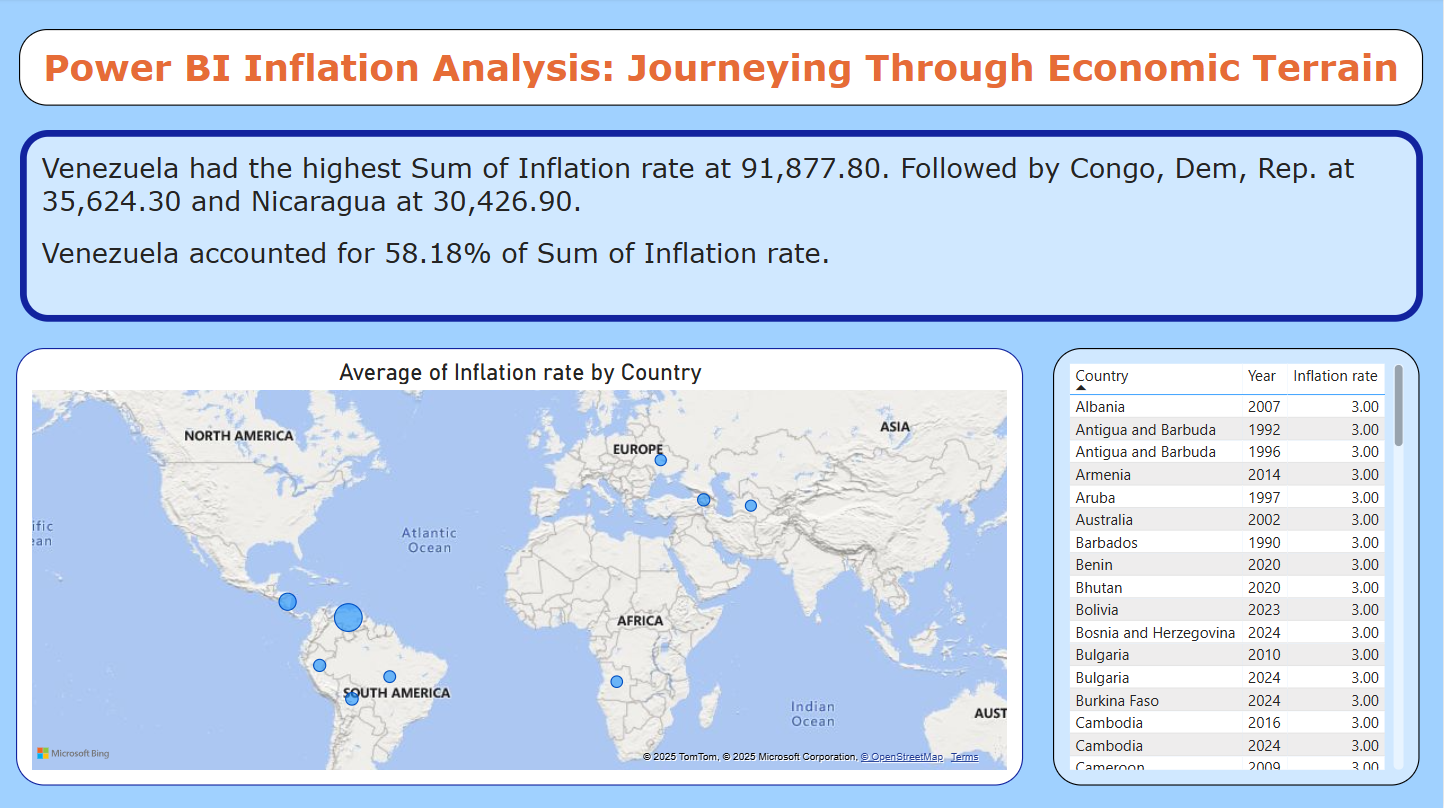 Power BI Inflation Analysis: Journeying Through Economic Terrain
Venezuela had the highest Sum of Inflation rate at 91,877.80. Followed by Congo, Dem, Rep. at
35,624.30 and Nicaragua at 30,426.90.
Venezuela accounted for 58.18% of Sum of Inflation rate.
Average of Inflation rate by Country
NORTH AMERICA
EUROPE
ASIA
ific
ean
Atlantic
Ocean
AFRICA
SOUTH AMERICA
Indian
Ocean
AUST
Microsoft Bing
© 2025 TomTom, © 2025 Microsoft Corporation, © OpenStreetMap Terms
Country Year Inflation rate
Albania 2007 3.00
Antigua and Barbuda 1992 3.00
Antigua and Barbuda 1996 3.00
Armenia 2014 3.00
Aruba 1997 3.00
Australia 2002 3.00
Barbados 1990 3.00
Benin 2020 3.00
Bhutan 2020 3.00
Bolivia 2023 3.00
Bosnia and Herzegovina 2024 3.00
Bulgaria 2010 3.00
Bulgaria 2024 3.00
Burkina Faso 2024 3.00
Cambodia 2016 3.00
Cambodia 2024 3.00
Cameroon 2009 3.00